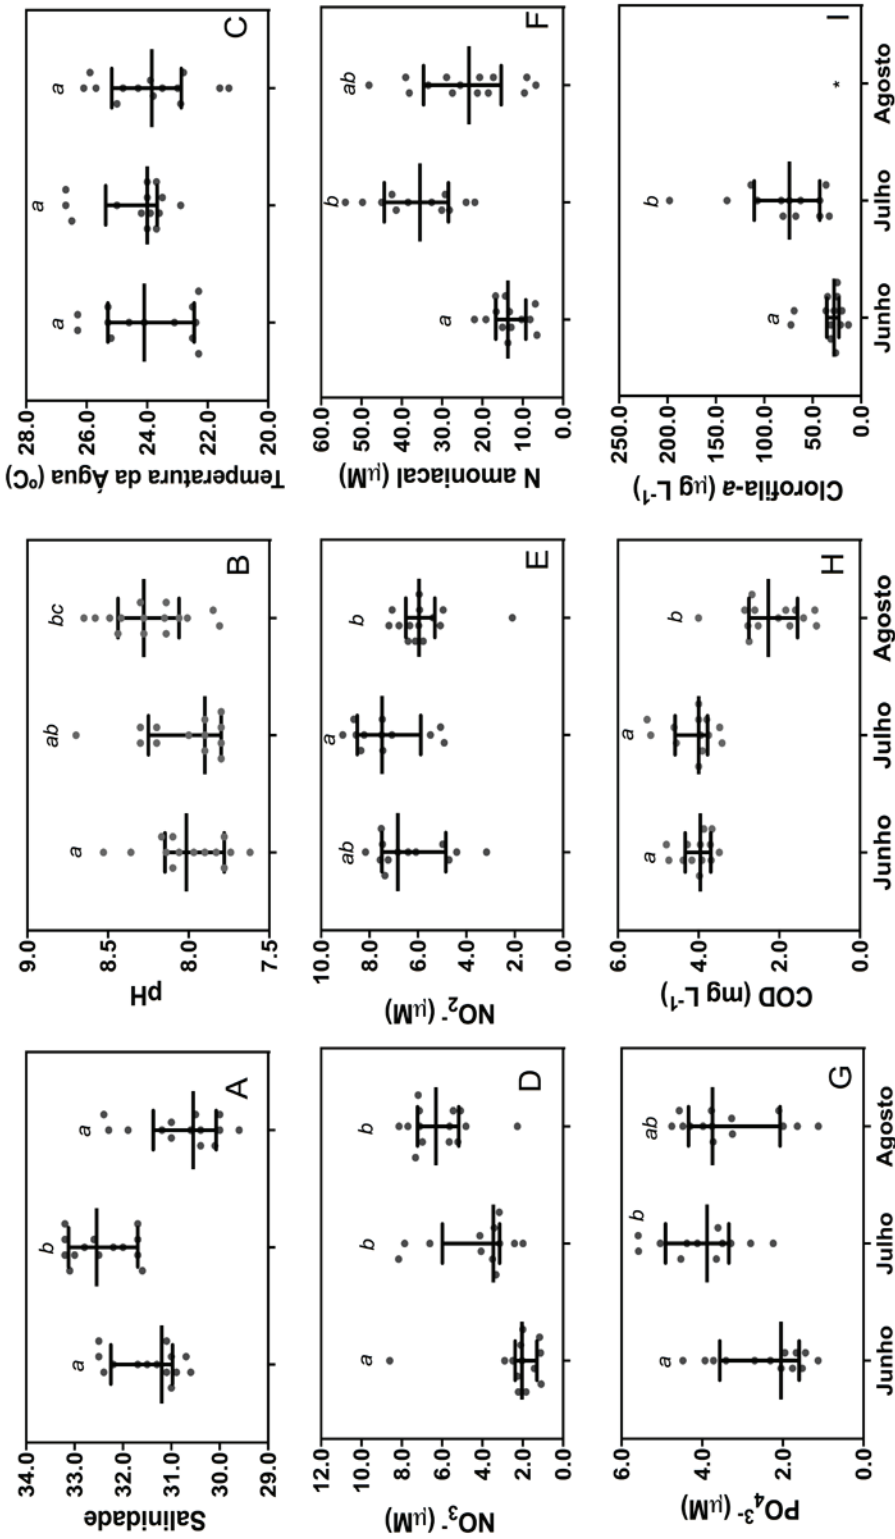 Salinidade
34.0
33.0
32.0
31.0
30.0
29.0
a
b
a
A
pH
9.0
8.5
8.0
7.5
a
ab
bc
B
Temperatura da Água (ºC)
28.0
26.0
24.0
22.0
20.0
a
a
a
C
NO₃⁻ (µM)
12.0
10.0
8.0
6.0
4.0
2.0
0.0
a
b
b
D
NO₂⁻ (µM)
10.0
8.0
6.0
4.0
2.0
0.0
ab
a
b
E
N amoniacal (µM)
60.0
50.0
40.0
30.0
20.0
10.0
0.0
a
b
ab
F
PO₄³⁻ (µM)
6.0
4.0
2.0
0.0
a
b
ab
G
Junho Julho Agosto
COD (mg L⁻¹)
6.0
4.0
2.0
0.0
a
a
b
H
Junho Julho Agosto
Clorofila-a (µg L⁻¹)
250.0
200.0
150.0
100.0
50.0
0.0
a
b
*
I
Junho Julho Agosto